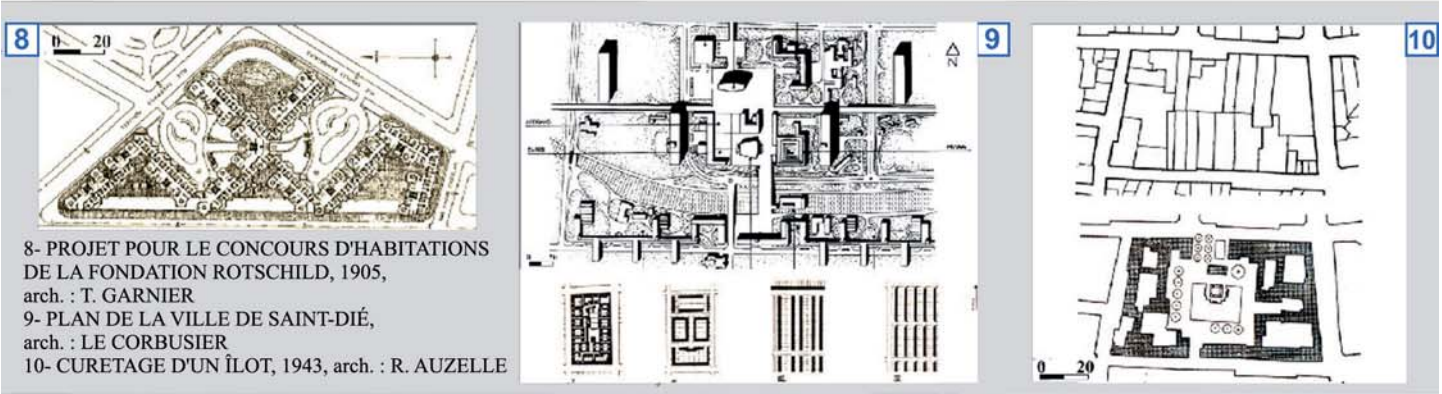 8
0 20
9
N
10
0 20
8- PROJET POUR LE CONCOURS D'HABITATIONS
DE LA FONDATION ROTSCHILD, 1905,
arch. : T. GARNIER
9- PLAN DE LA VILLE DE SAINT-DIÉ,
arch. : LE CORBUSIER
10- CURETAGE D'UN ÎLOT, 1943, arch. : R. AUZELLE